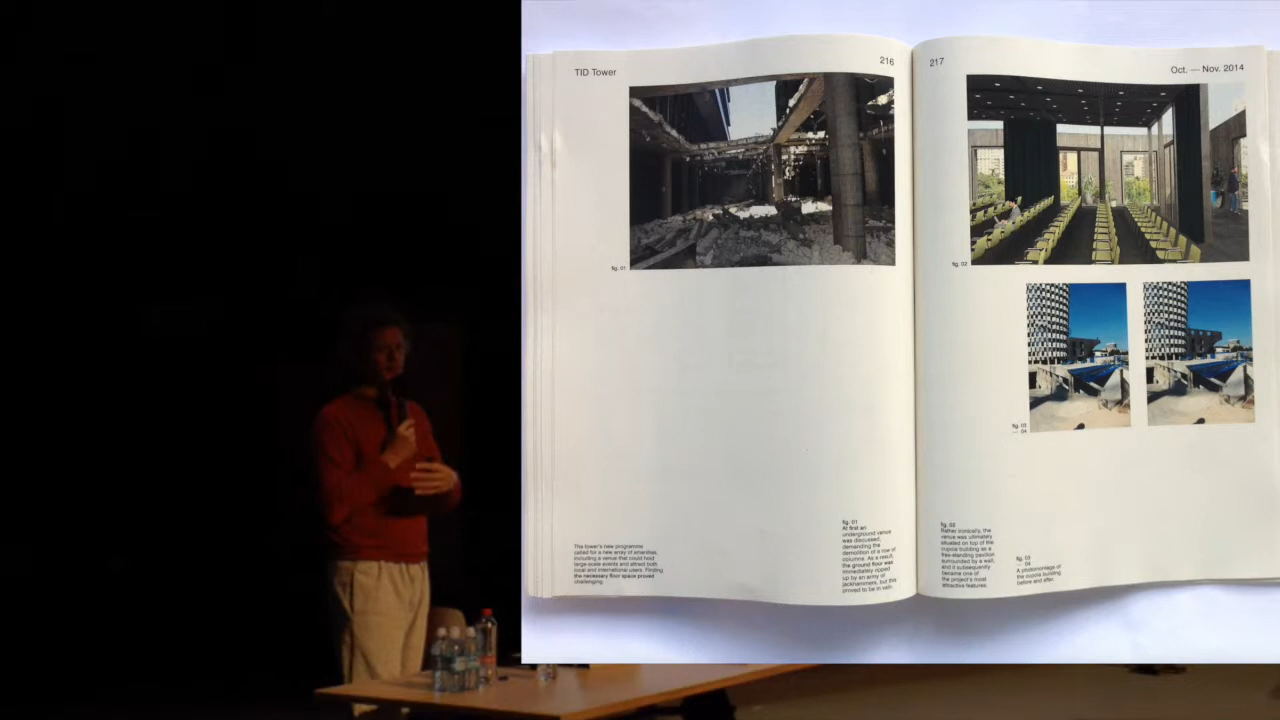 TID Tower
216
fig. 01
The tower's new programme
called for a new array of amenities,
including a venue that could hold
large-scale events and attract both
local and international users. Finding
the necessary floor space proved
challenging.
fig. 01
At first an
underground venue
was discussed,
demanding the
demolition of a row of
columns. As a result,
the ground floor was
immediately ripped
up by an army of
jackhammers, but this
proved to be in vain.
217
Oct. — Nov. 2014
fig. 02
fig. 03
— 04
fig. 02
Rather ironically, the
venue was ultimately
situated on top of the
cupola building as a
free-standing pavilion
surrounded by a wall,
and it subsequently
became one of
the project's most
attractive features.
fig. 03
— 04
A photomontage of
the cupola building
before and after.